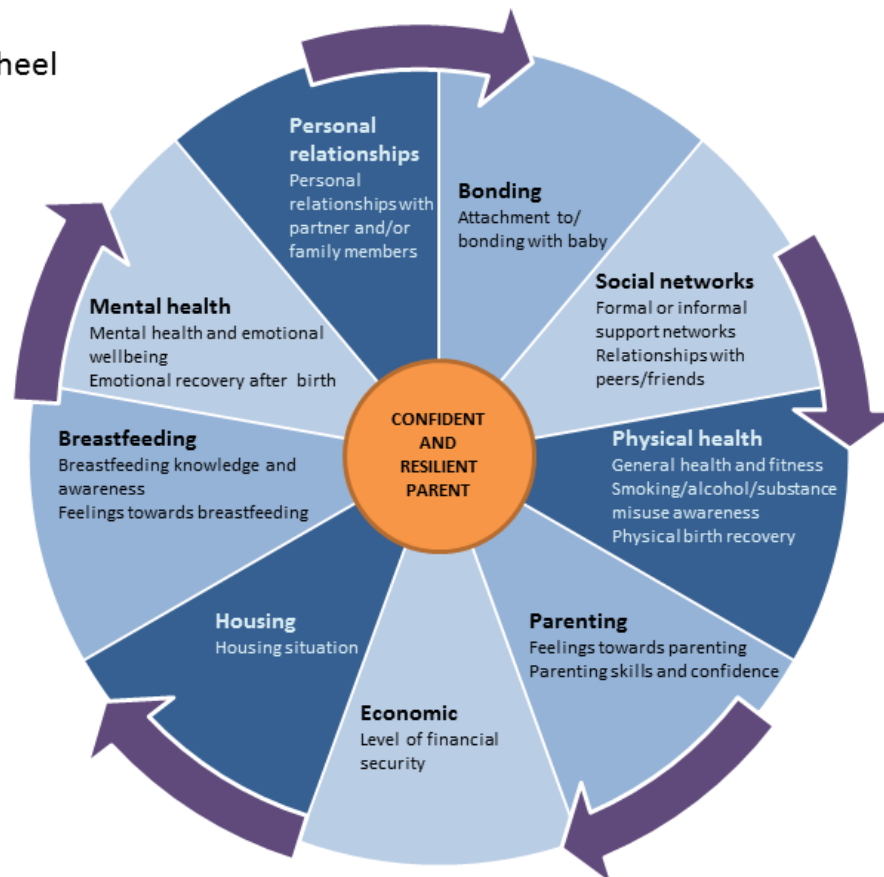 heel
Personal
relationships
Personal
relationships with
partner and/or
family members
Bonding
Attachment to/
bonding with baby
Social networks
Formal or informal
support networks
Relationships with
peers/friends
Physical health
General health and fitness
Smoking/alcohol/substance
misuse awareness
Physical birth recovery
Parenting
Feelings towards parenting
Parenting skills and confidence
Economic
Level of financial
security
Housing
Housing situation
Breastfeeding
Breastfeeding knowledge and
awareness
Feelings towards breastfeeding
Mental health
Mental health and emotional
wellbeing
Emotional recovery after birth
CONFIDENT
AND
RESILIENT
PARENT